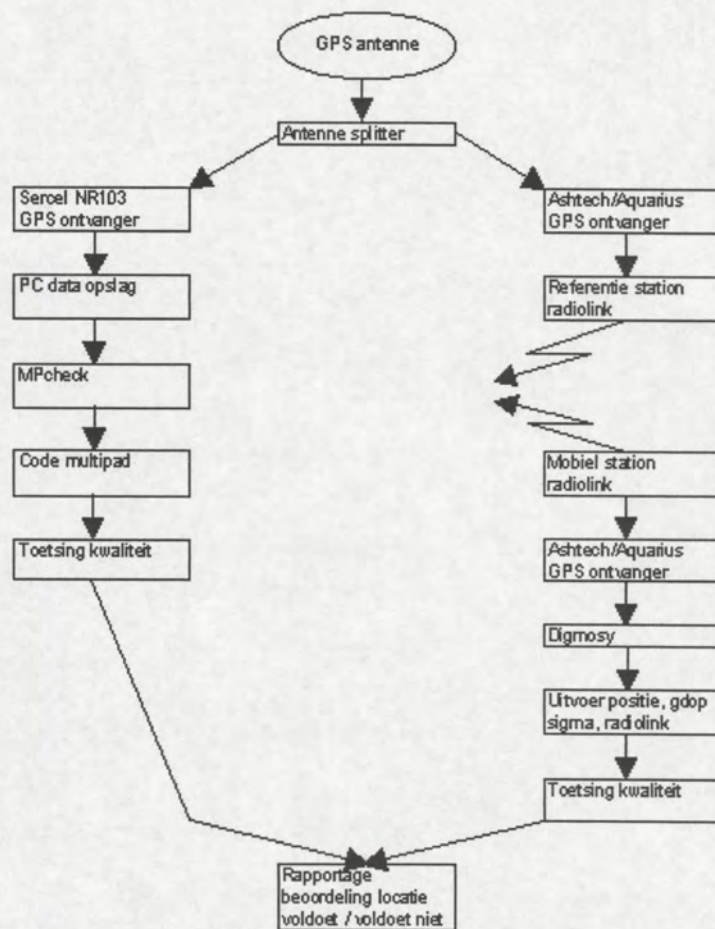 GPS antenne
Antenne splitter
Sercel NR103
GPS ontvanger
PC data opslag
MPcheck
Code multipad
Toetsing kwaliteit
Ashtech/Aquarius
GPS ontvanger
Referentie station
radiolink
Mobiel station
radiolink
Ashtech/Aquarius
GPS ontvanger
Digmosy
Uitvoer positie, gdop
sigma, radiolink
Toetsing kwaliteit
Rapportage
beoordeling locatie
voldoet / voldoet niet